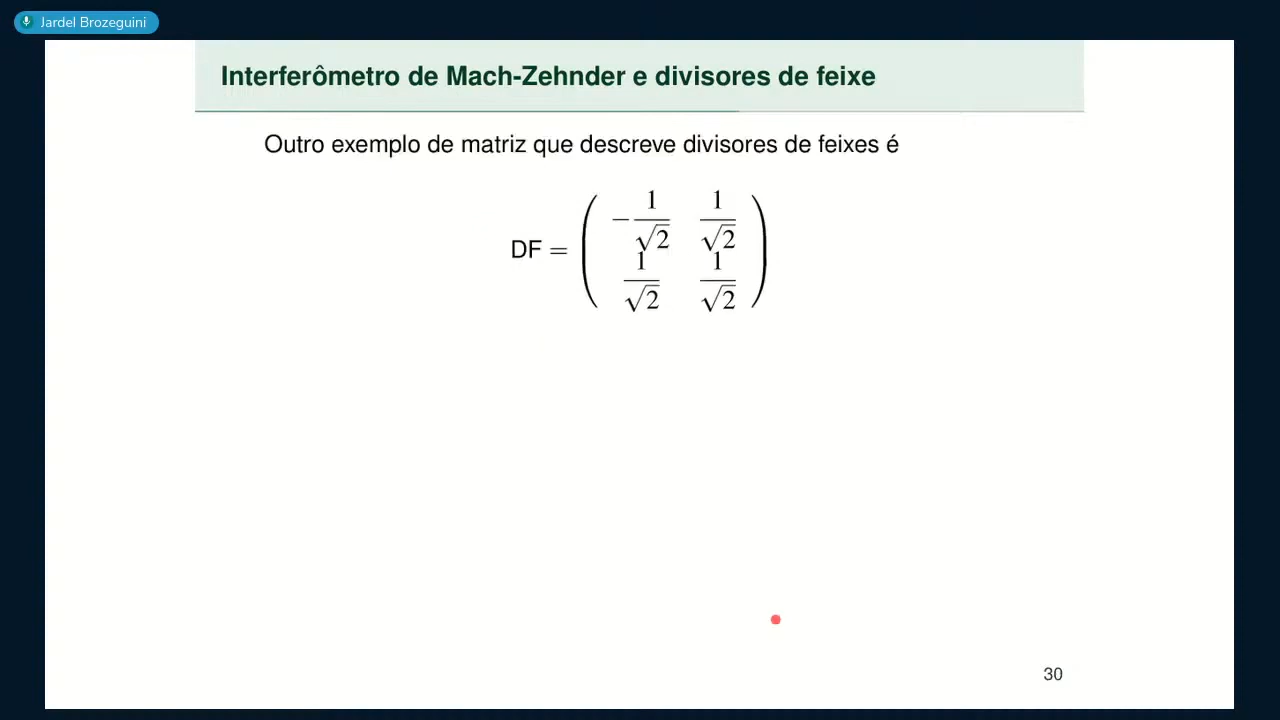 Jardel Brozeguini
Interferômetro de Mach-Zehnder e divisores de feixe
Outro exemplo de matriz que descreve divisores de feixes é
DF = ( −1/√2 1/√2
1/√2 1/√2 )
30